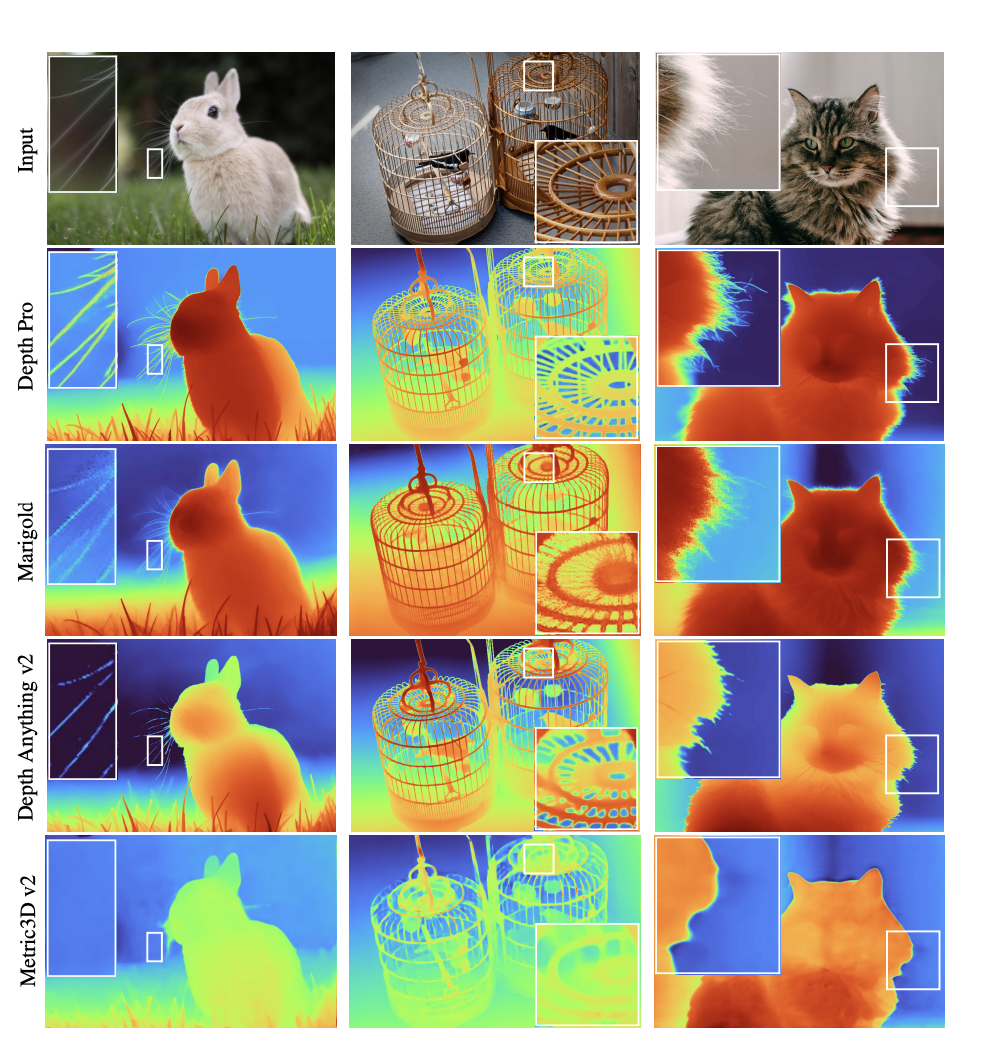 Input
Depth Pro
Marigold
Depth Anything v2
Metric3D v2